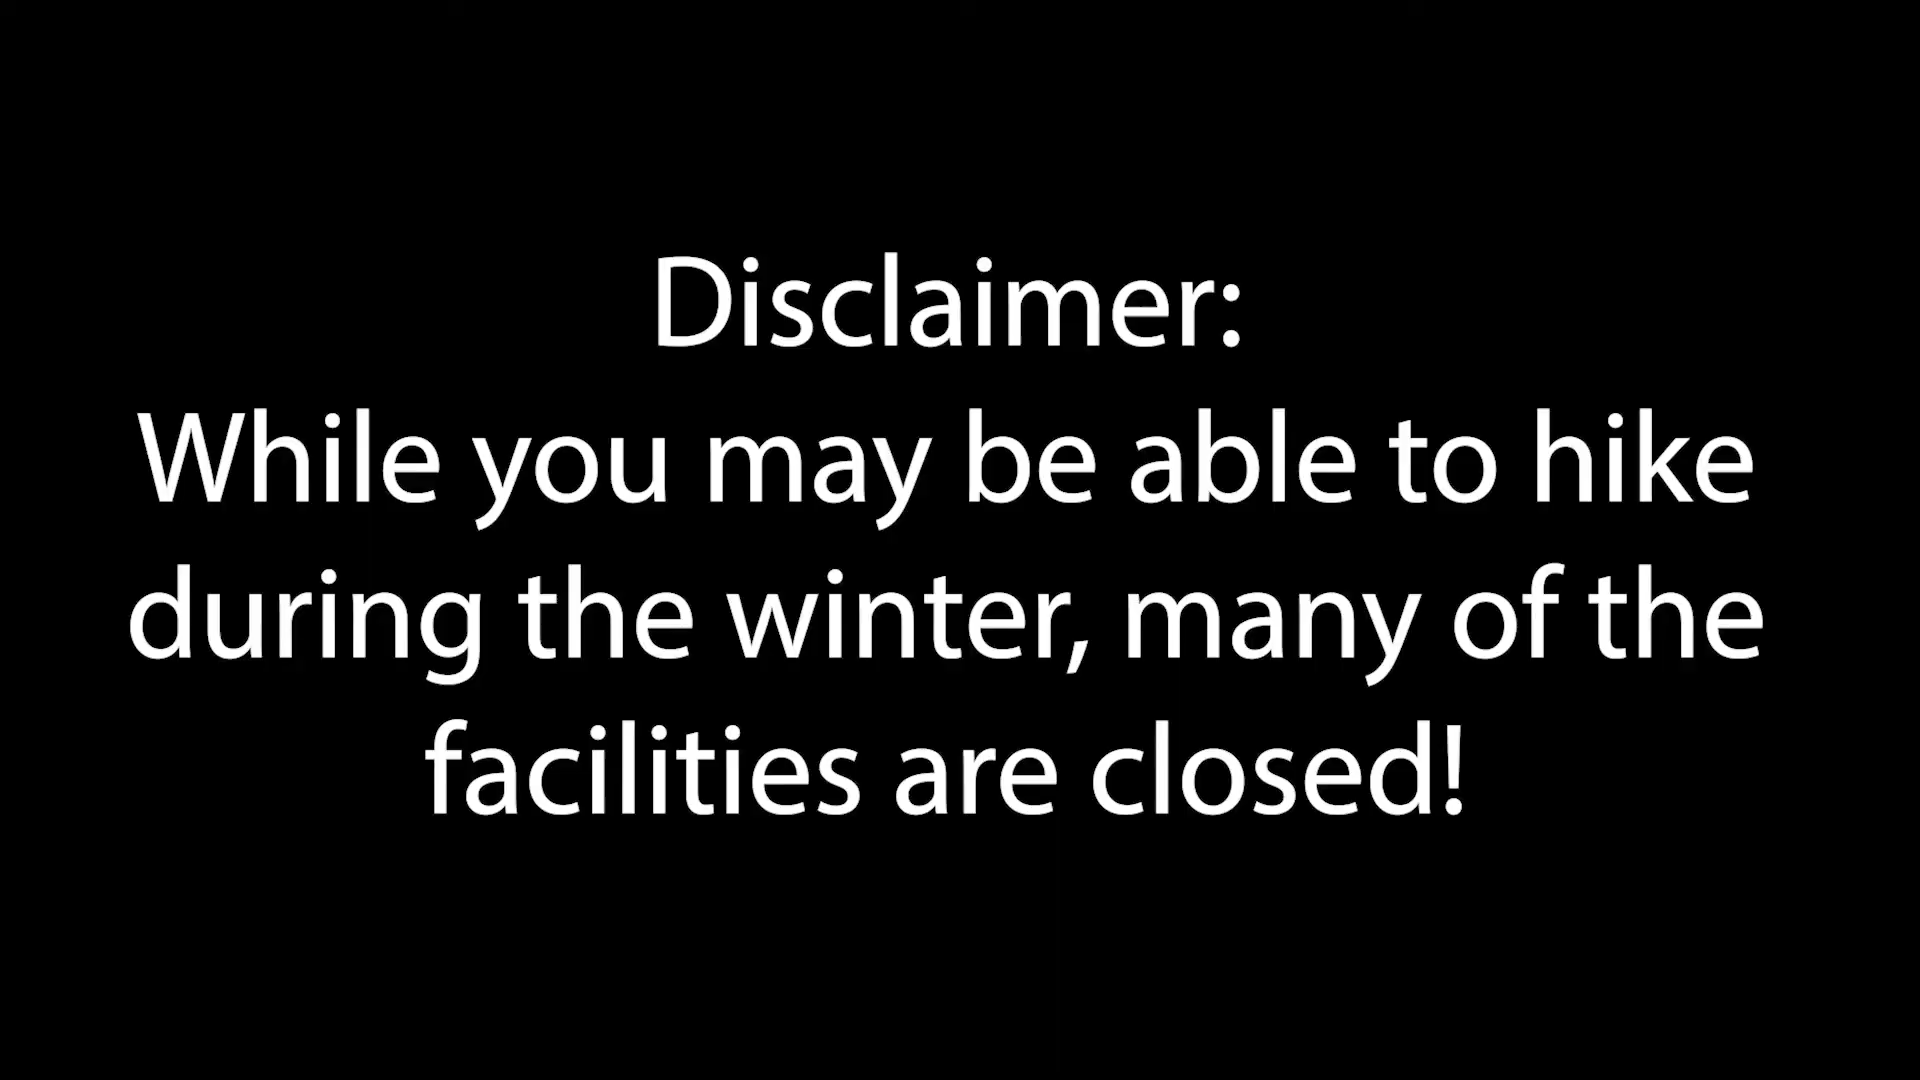 Disclaimer:
While you may be able to hike
during the winter, many of the
facilities are closed!